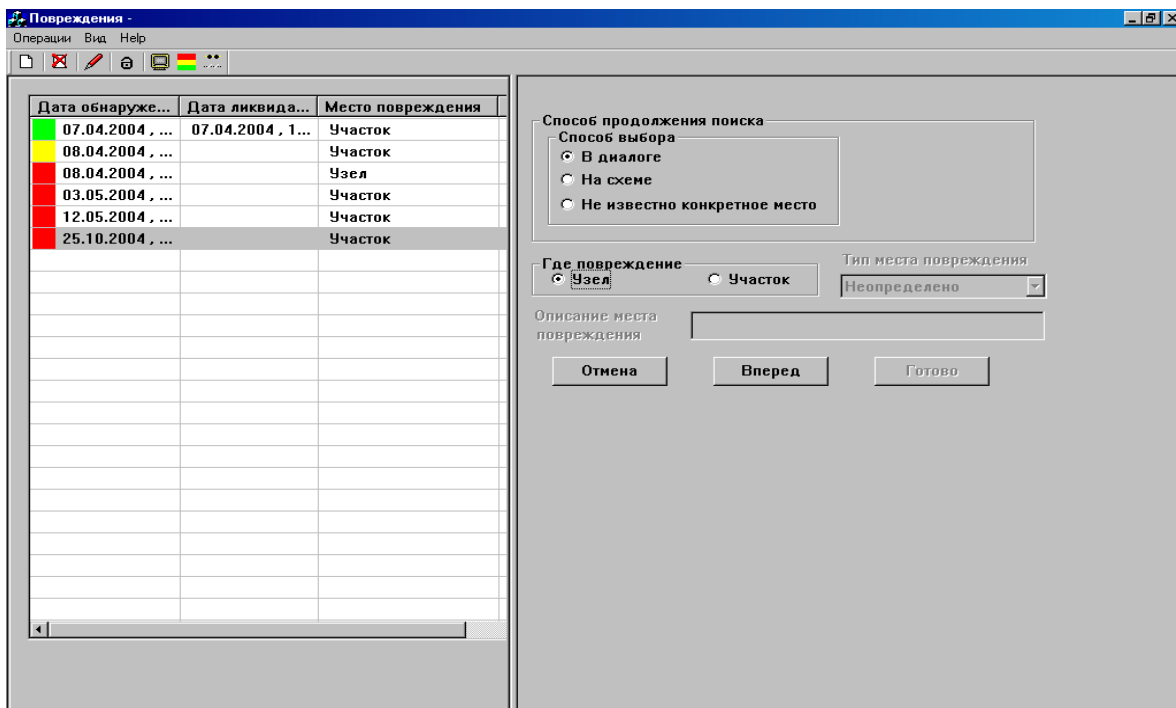 Повреждения -
Операции Вид Help
Дата обнаруже... Дата ликвида... Место повреждения
07.04.2004 , ... 07.04.2004 , 1... Участок
08.04.2004 , ... Участок
08.04.2004 , ... Узел
03.05.2004 , ... Участок
12.05.2004 , ... Участок
25.10.2004 , ... Участок
Способ продолжения поиска
Способ выбора
В диалоге
На схеме
Не известно конкретное место
Где повреждение
Узел Участок
Тип места повреждения
Неопределено
Описание места
повреждения
Отмена Вперед Готово